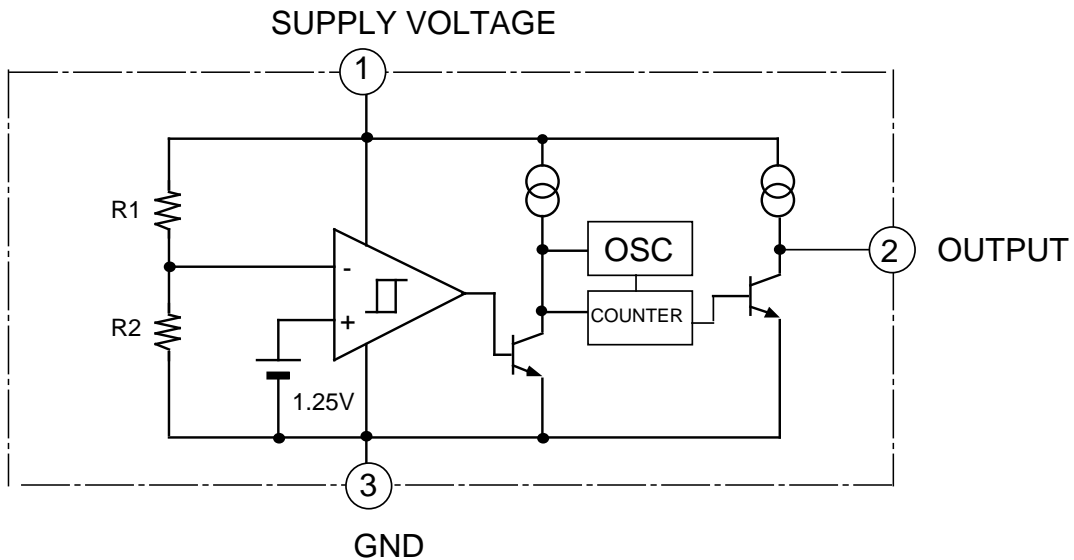 SUPPLY VOLTAGE
1
R1
-
OSC
2
OUTPUT
R2
+
COUNTER
1.25V
3
GND